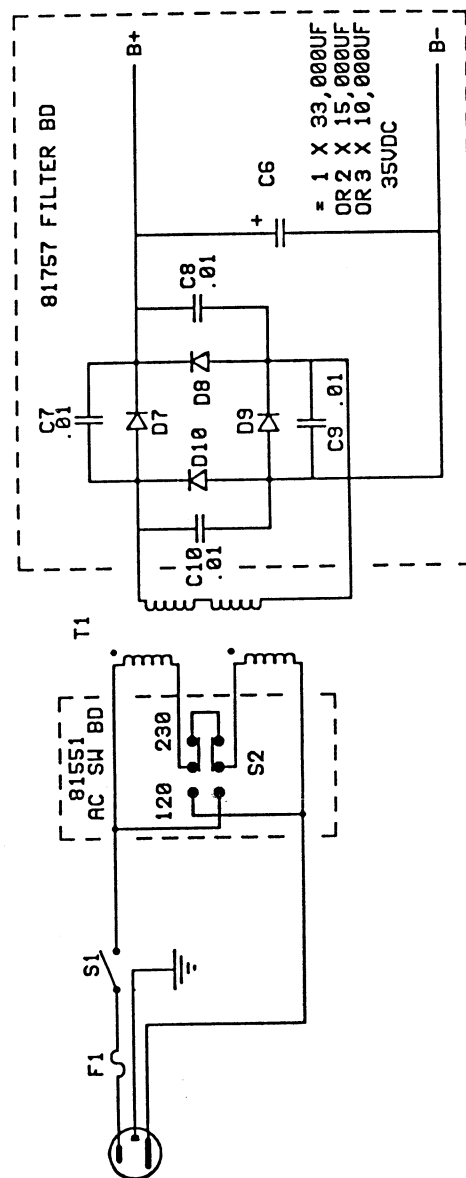 F1
S1
81551
AC SW BD
120
230
S2
T1
81757 FILTER BD
C7
.01
D7
D10
C10
.01
D8
C8
.01
D9
C9
.01
+
C6
B+
B-
= 1 X 33,000UF
OR 2 X 15,000UF
OR 3 X 10,000UF
35VDC